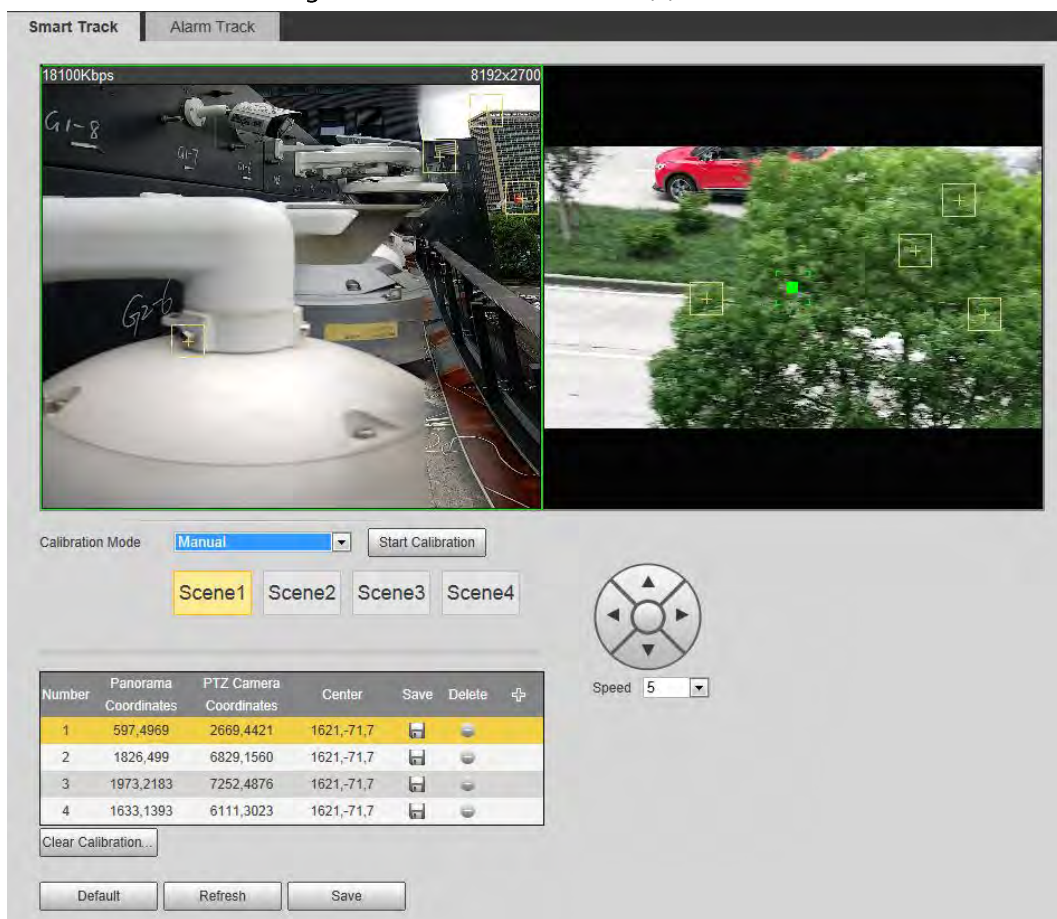 Smart Track Alarm Track
18100Kbps 8192x2700
G1-8
G1-7
G2-6
Calibration Mode Manual Start Calibration
Scene1 Scene2 Scene3 Scene4
Number Panorama Coordinates PTZ Camera Coordinates Center Save Delete
1 597,4969 2669,4421 1621,-71,7
2 1826,499 6829,1560 1621,-71,7
3 1973,2183 7252,4876 1621,-71,7
4 1633,1393 6111,3023 1621,-71,7
Speed 5
Clear Calibration...
Default Refresh Save